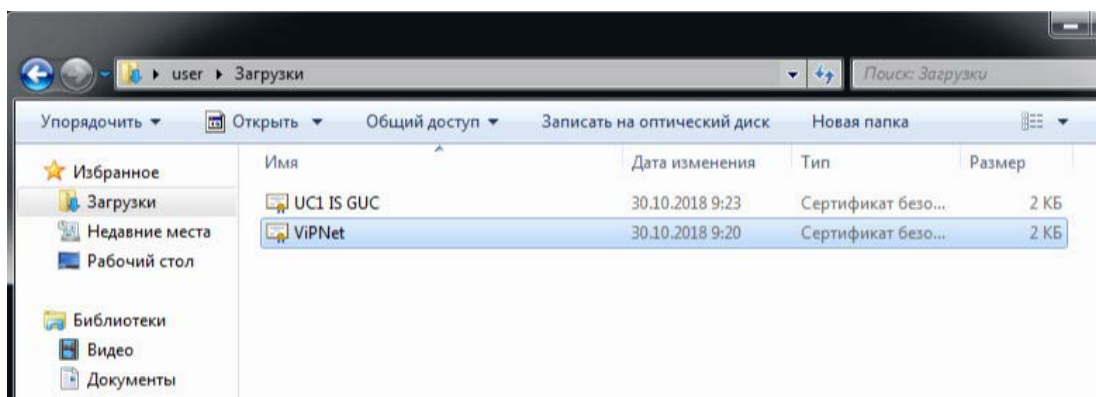 user Загрузки Поиск: Загрузки
Упорядочить Открыть Общий доступ Записать на оптический диск Новая папка
Избранное Имя Дата изменения Тип Размер
Загрузки UC1 IS GUC 30.10.2018 9:23 Сертификат безо... 2 КБ
Недавние места ViPNet 30.10.2018 9:20 Сертификат безо... 2 КБ
Рабочий стол
Библиотеки
Видео
Документы